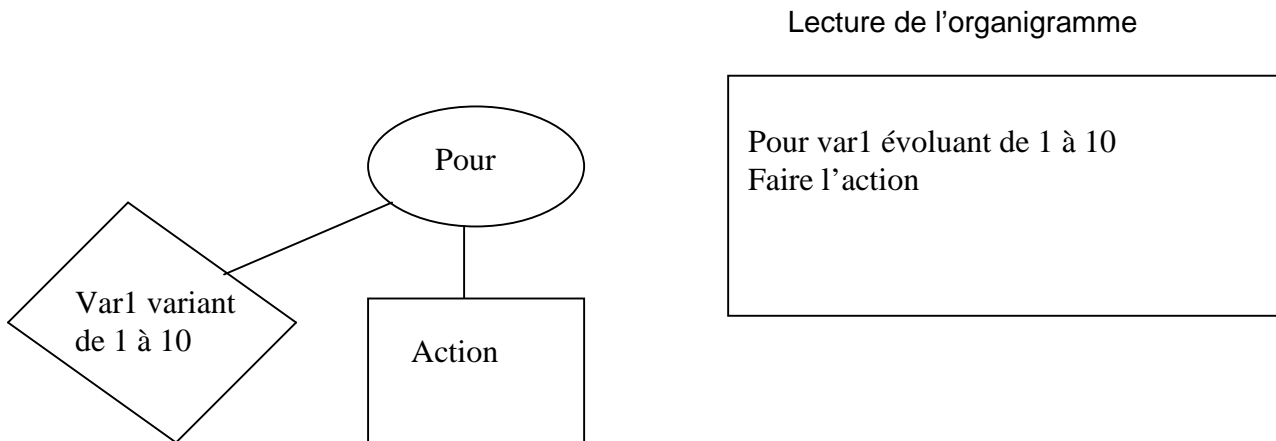 Lecture de l’organigramme
Pour
Var1 variant
de 1 à 10
Action
Pour var1 évoluant de 1 à 10
Faire l’action